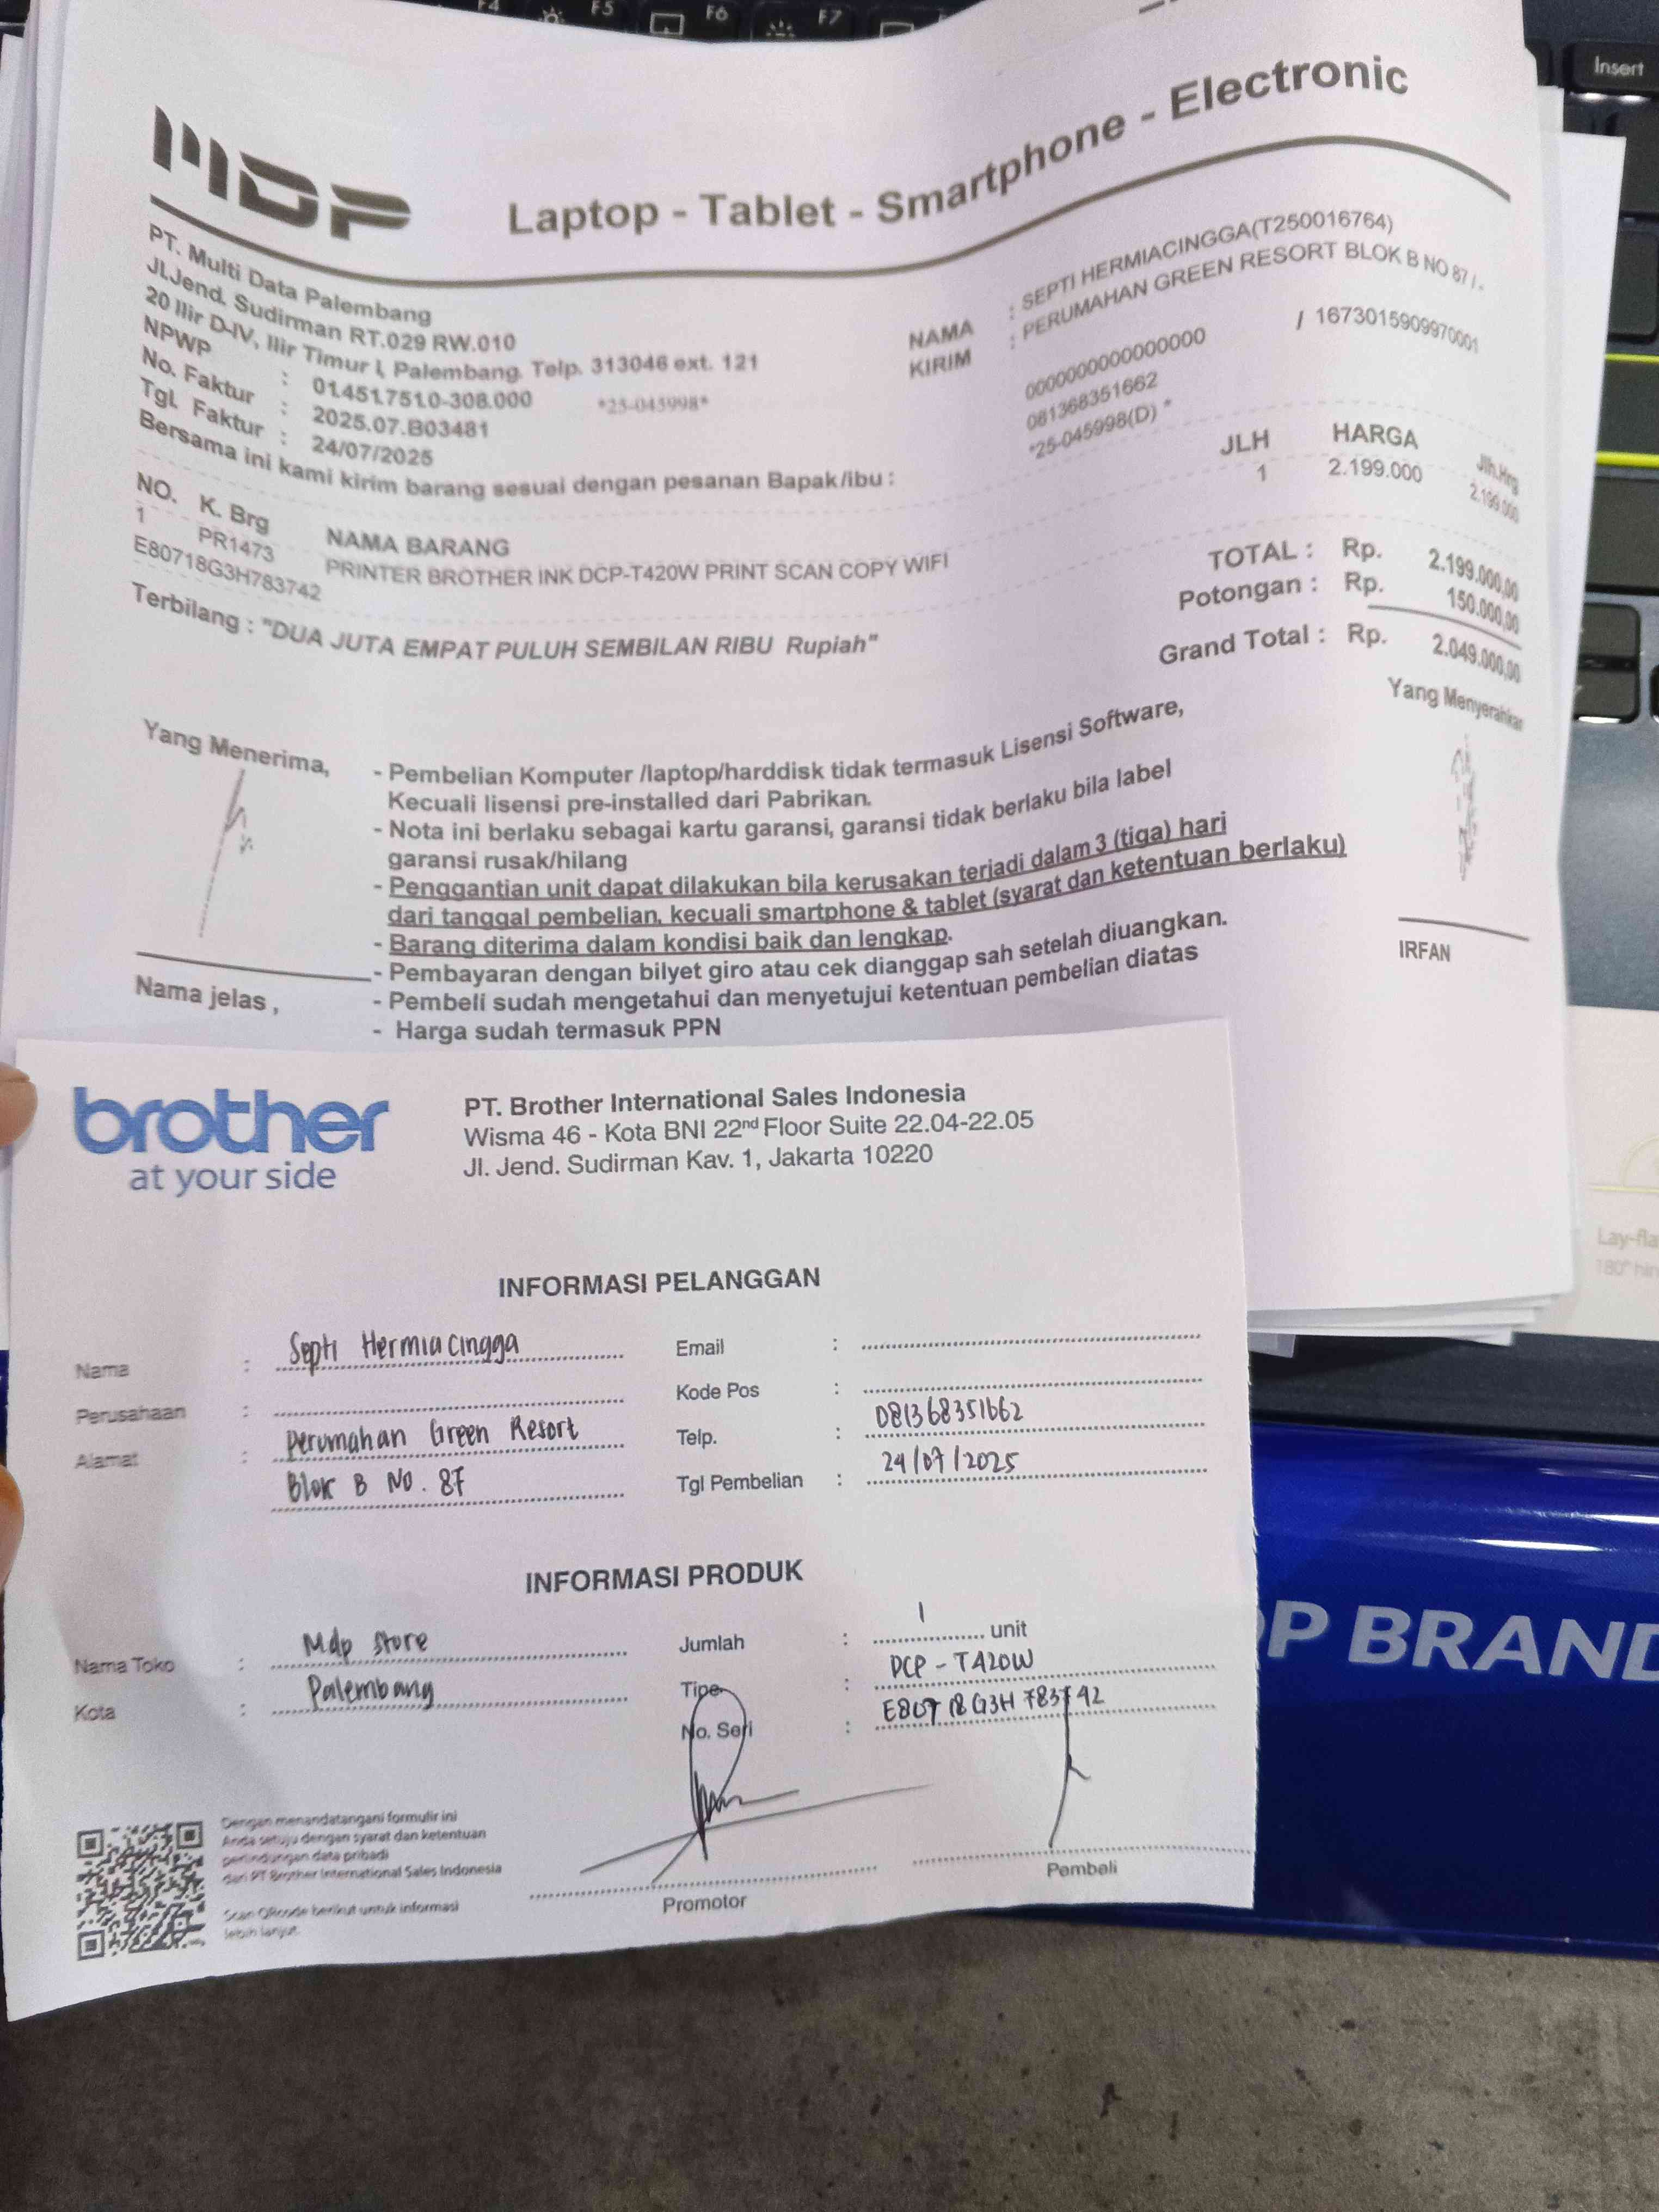 F4 F5 F6 F7
Insert
MDP
Laptop - Tablet - Smartphone - Electronic
PT. Multi Data Palembang
Jl.Jend. Sudirman RT.029 RW.010
20 Ilir D-IV, Ilir Timur I, Palembang. Telp. 313046 ext. 121
NPWP : 01.451.751.0-308.000 *25-045998*
No. Faktur : 2025.07.B03481
Tgl. Faktur : 24/07/2025
NAMA : SEPTI HERMIACINGGA(T250016764)
KIRIM : PERUMAHAN GREEN RESORT BLOK B NO 87 / -
000000000000000 / 1673015909970001
081368351662
*25-045998(D) *
Bersama ini kami kirim barang sesuai dengan pesanan Bapak/ibu :
NO. K. Brg NAMA BARANG JLH HARGA Jlh.Hrg
1 PR1473 PRINTER BROTHER INK DCP-T420W PRINT SCAN COPY WIFI 1 2.199.000 2.199.000
E80718G3H783742
TOTAL : Rp. 2.199.000,00
Potongan : Rp. 150.000,00
Grand Total : Rp. 2.049.000,00
Terbilang : "DUA JUTA EMPAT PULUH SEMBILAN RIBU Rupiah"
Yang Menerima,
Yang Menyerahkan
- Pembelian Komputer /laptop/harddisk tidak termasuk Lisensi Software,
Kecuali lisensi pre-installed dari Pabrikan.
- Nota ini berlaku sebagai kartu garansi, garansi tidak berlaku bila label
garansi rusak/hilang
- Penggantian unit dapat dilakukan bila kerusakan terjadi dalam 3 (tiga) hari
dari tanggal pembelian, kecuali smartphone & tablet (syarat dan ketentuan berlaku)
- Barang diterima dalam kondisi baik dan lengkap.
- Pembayaran dengan bilyet giro atau cek dianggap sah setelah diuangkan.
- Pembeli sudah mengetahui dan menyetujui ketentuan pembelian diatas
- Harga sudah termasuk PPN
Nama jelas ,
IRFAN
brother
at your side
PT. Brother International Sales Indonesia
Wisma 46 - Kota BNI 22nd Floor Suite 22.04-22.05
Jl. Jend. Sudirman Kav. 1, Jakarta 10220
INFORMASI PELANGGAN
Nama : Septi Hermiacingga
Perusahaan :
Alamat : Perumahan Green Resort
Blok B No. 87
Email :
Kode Pos :
Telp. : 081368351662
Tgl Pembelian : 24/07/2025
INFORMASI PRODUK
Nama Toko : Mdp store
Kota : Palembang
Jumlah : 1 unit
Tipe : DCP - T420W
No. Seri : E80718G3H783742
Dengan menandatangani formulir ini
Anda setuju dengan syarat dan ketentuan
perlindungan data pribadi
dari PT Brother International Sales Indonesia
Scan QRcode berikut untuk informasi
lebih lanjut.
Promotor
Pembeli
Lay-fla
180° hin
OP BRAND